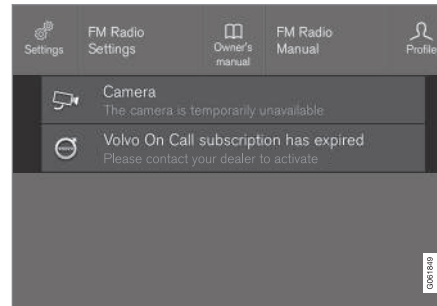 Settings
FM Radio
Settings
Owner's
manual
FM Radio
Manual
Profile
Camera
The camera is temporarily unavailable
Volvo On Call subscription has expired
Please contact your dealer to activate
G061849